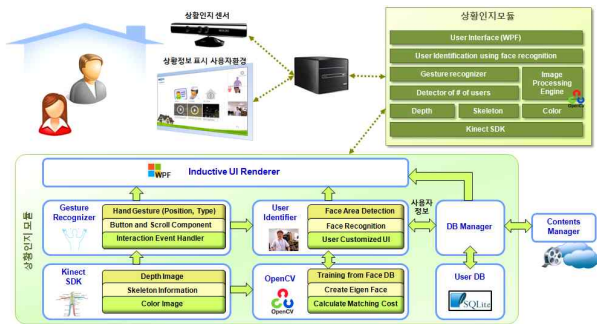 상황인지 센서
상황정보 표시 사용자환경
상황인지모듈
User Interface (WPF)
User Identification using face recognition
Gesture recognizer
Image Processing Engine
OpenCV
Detector of # of users
Depth
Skeleton
Color
Kinect SDK
상황인지 모듈
WPF
Inductive UI Renderer
Gesture Recognizer
Hand Gesture (Position, Type)
Button and Scroll Component
Interaction Event Handler
User Identifier
Face Area Detection
Face Recognition
User Customized UI
사용자 정보
DB Manager
Contents Manager
Kinect SDK
Depth Image
Skeleton Information
Color Image
OpenCV
OpenCV
Training from Face DB
Create Eigen Face
Calculate Matching Cost
User DB
SQLite